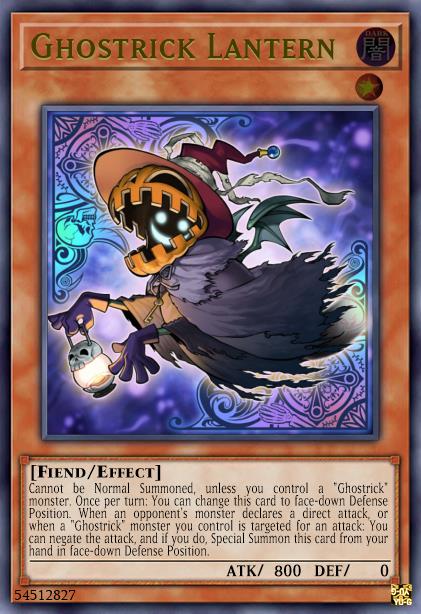 GHOSTRICK LANTERN
DARK
闇
[FIEND/EFFECT]
Cannot be Normal Summoned, unless you control a "Ghostrick"
monster. Once per turn: You can change this card to face-down Defense
Position. When an opponent's monster declares a direct attack, or
when a "Ghostrick" monster you control is targeted for an attack: You
can negate the attack, and if you do, Special Summon this card from your
hand in face-down Defense Position.
ATK/ 800 DEF/ 0
54512827